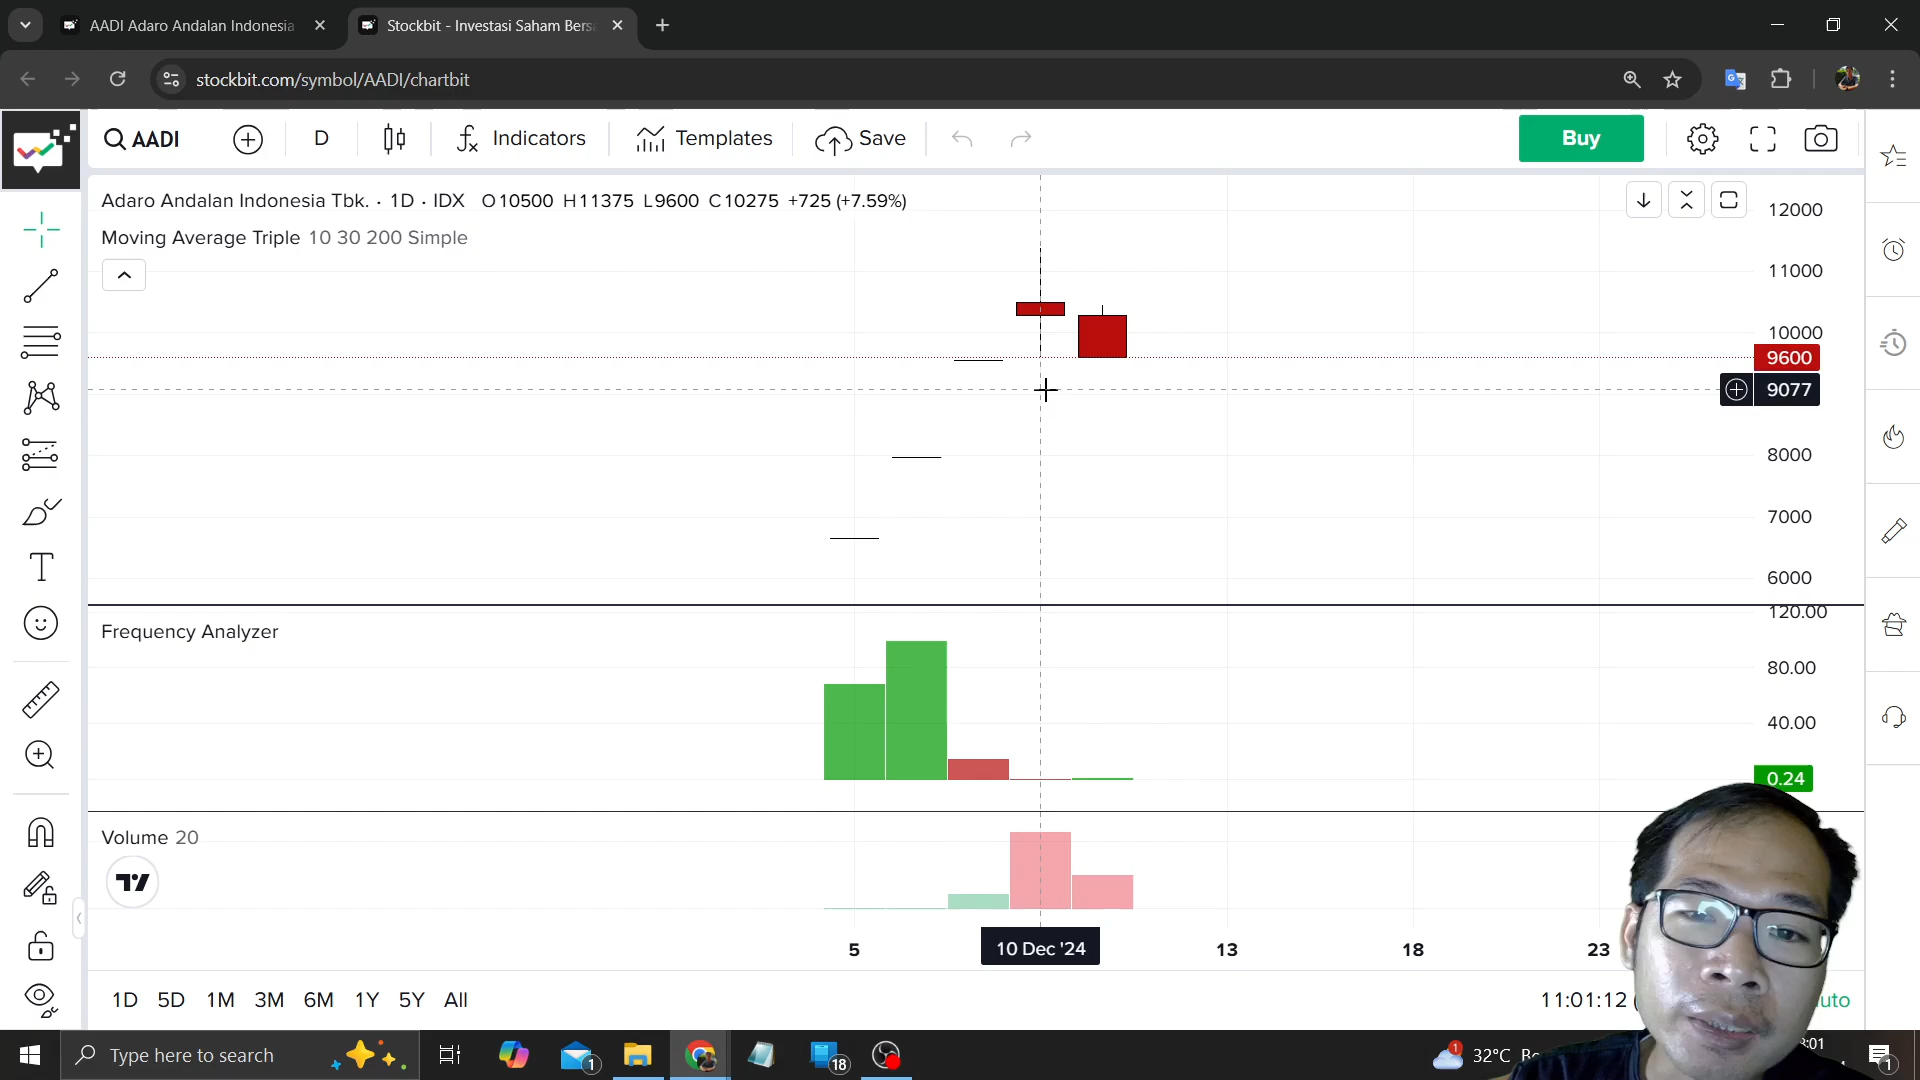 AADI Adaro Andalan Indonesia
Stockbit - Investasi Saham Bers
stockbit.com/symbol/AADI/chartbit
AADI
D
Indicators
Templates
Save
Buy
Adaro Andalan Indonesia Tbk. · 1D · IDX O10500 H11375 L9600 C10275 +725 (+7.59%)
Moving Average Triple 10 30 200 Simple
12000
11000
10000
9600
9077
8000
7000
6000
Frequency Analyzer
120.00
80.00
40.00
0.24
Volume 20
5
10 Dec '24
13
18
23
1D 5D 1M 3M 6M 1Y 5Y All
11:01:12
Type here to search
1
18
1
32°C
1